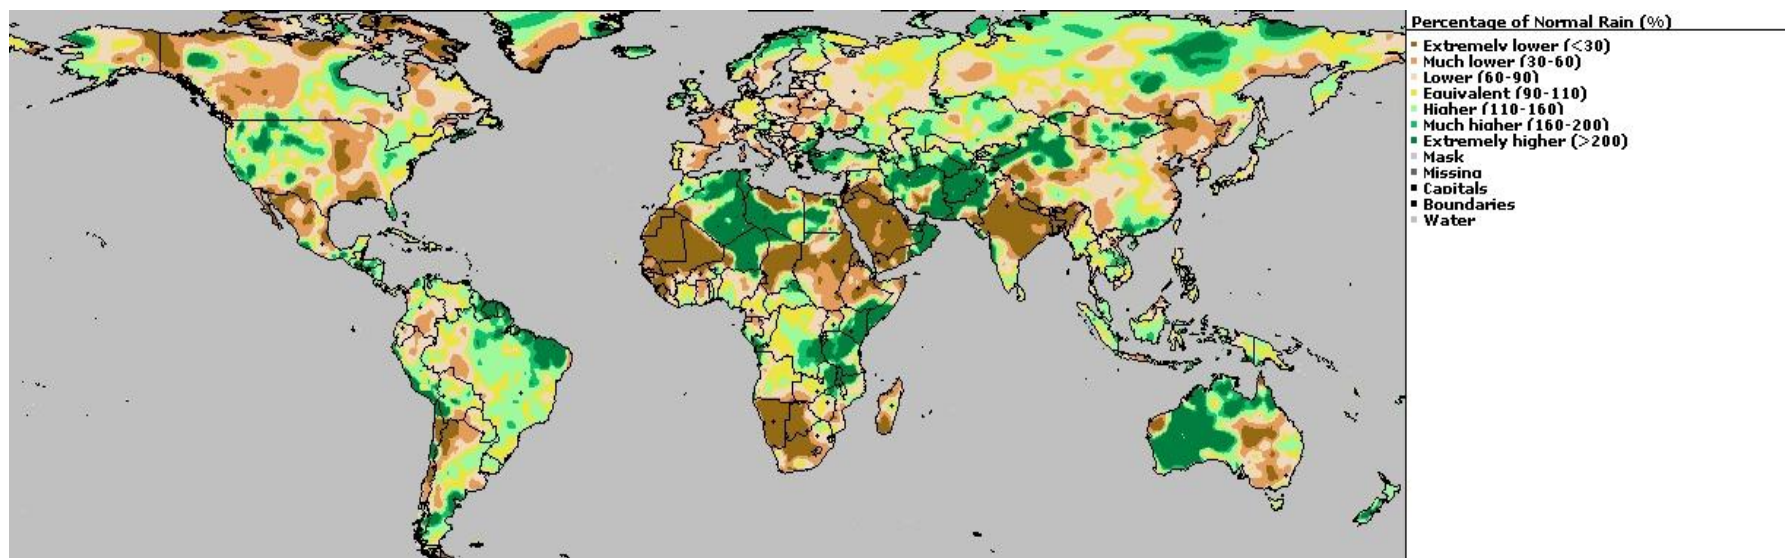 Percentage of Normal Rain (%)
Extremely lower (<30)
Much lower (30-60)
Lower (60-90)
Equivalent (90-110)
Higher (110-160)
Much higher (160-200)
Extremely higher (>200)
Mask
Missing
Capitals
Boundaries
Water